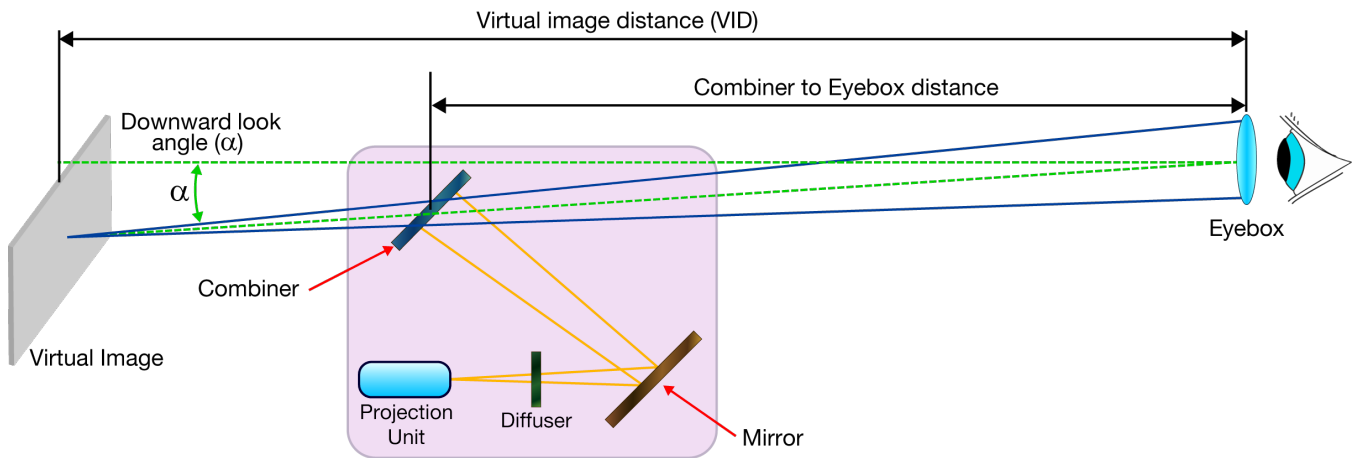 Virtual image distance (VID)
Combiner to Eyebox distance
Downward look
angle (α)
α
Eyebox
Combiner
Virtual Image
Projection
Unit
Diffuser
Mirror